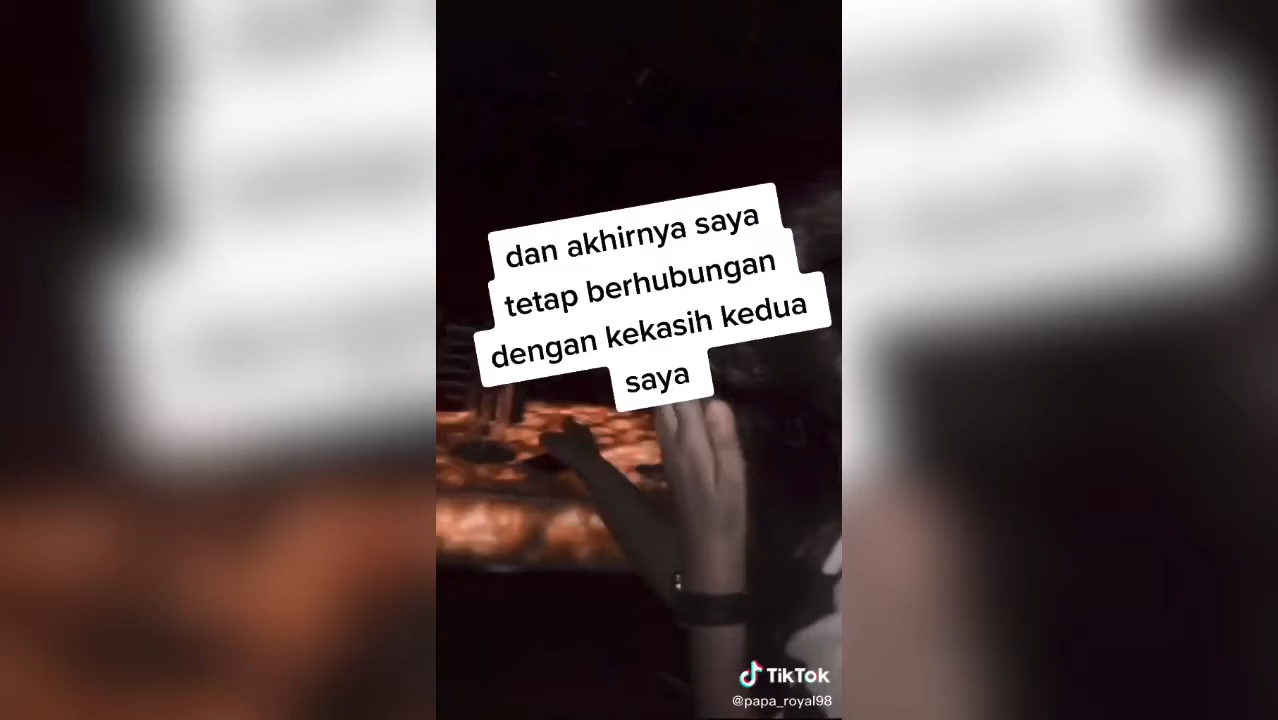 dan akhirnya saya
tetap berhubungan
dengan kekasih kedua
saya
TikTok
@papa_royal98